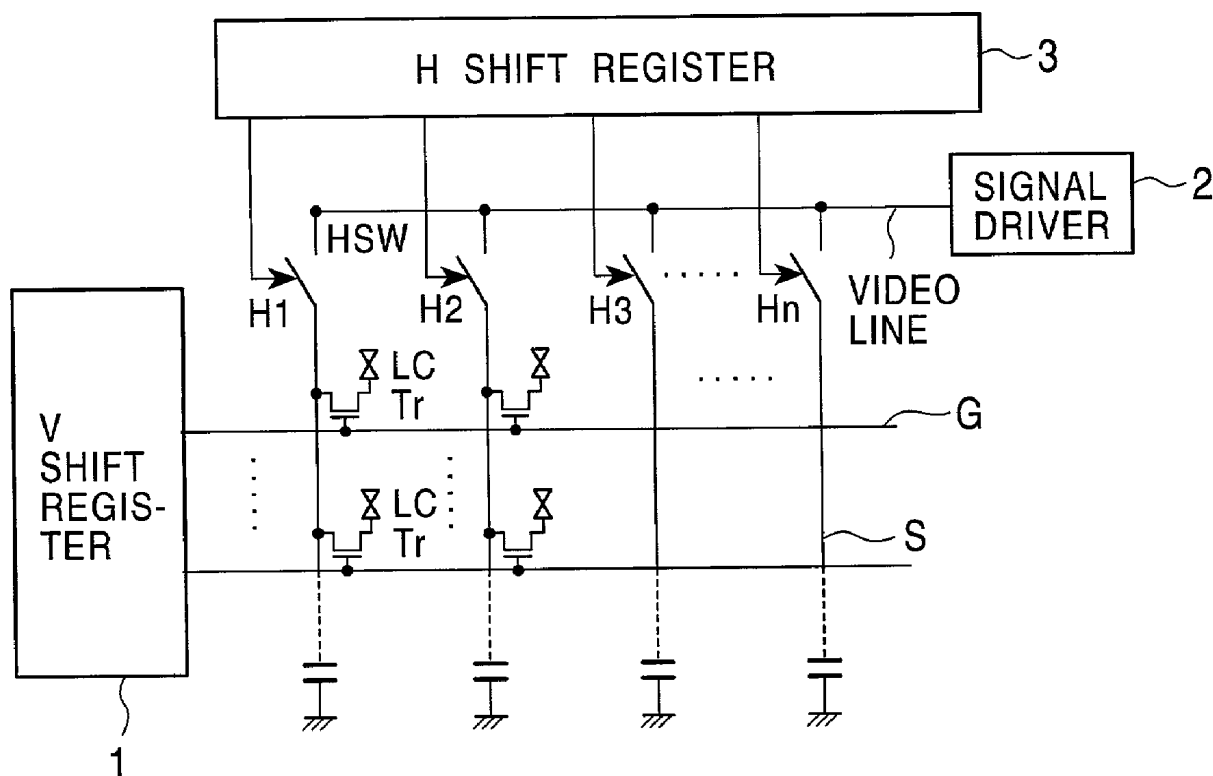 H SHIFT REGISTER
3
SIGNAL
DRIVER
2
HSW
H1
H2
H3
Hn
VIDEO
LINE
LC
Tr
G
V
SHIFT
REGIS-
TER
LC
Tr
S
1